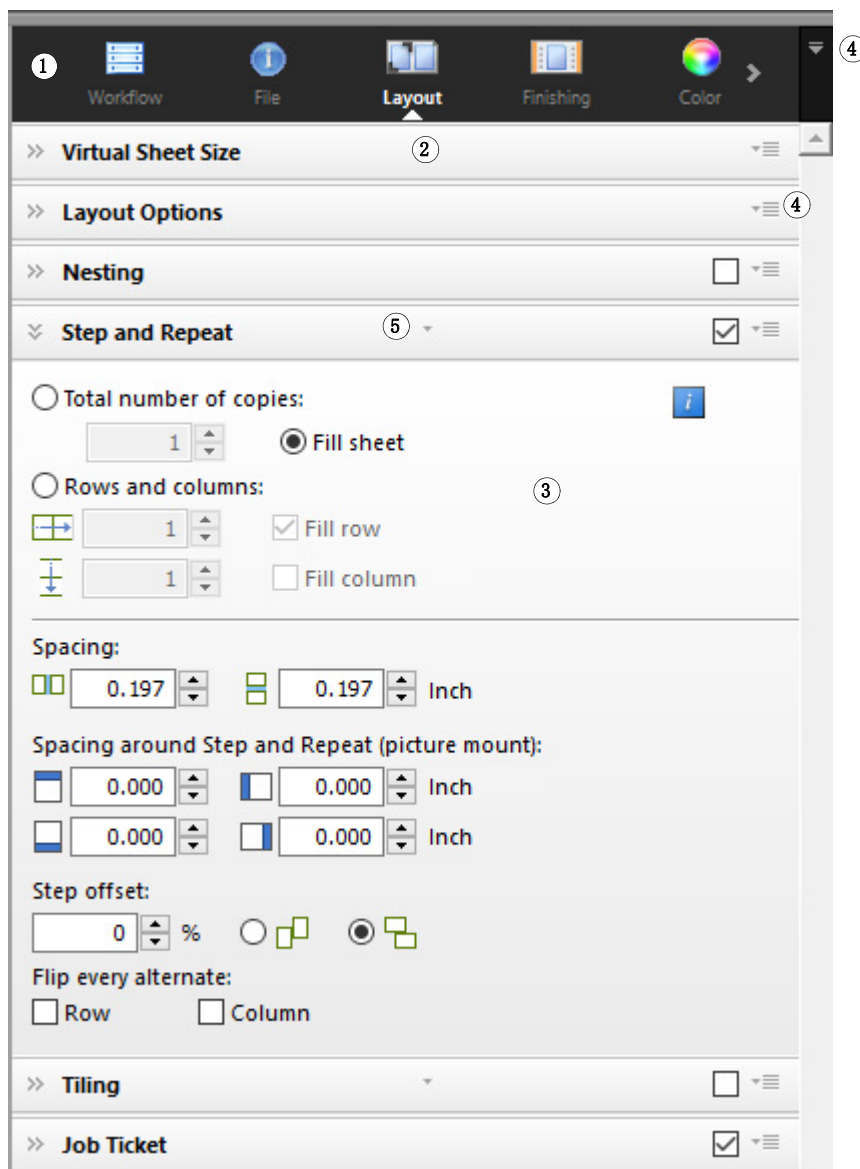 ① Workflow File Layout Finishing Color ④
Virtual Sheet Size ②
Layout Options ④
Nesting
Step and Repeat ⑤
Total number of copies: i
1 Fill sheet
Rows and columns: ③
1 Fill row
1 Fill column
Spacing:
0.197 0.197 Inch
Spacing around Step and Repeat (picture mount):
0.000 0.000 Inch
0.000 0.000 Inch
Step offset:
0 %
Flip every alternate:
Row Column
Tiling
Job Ticket